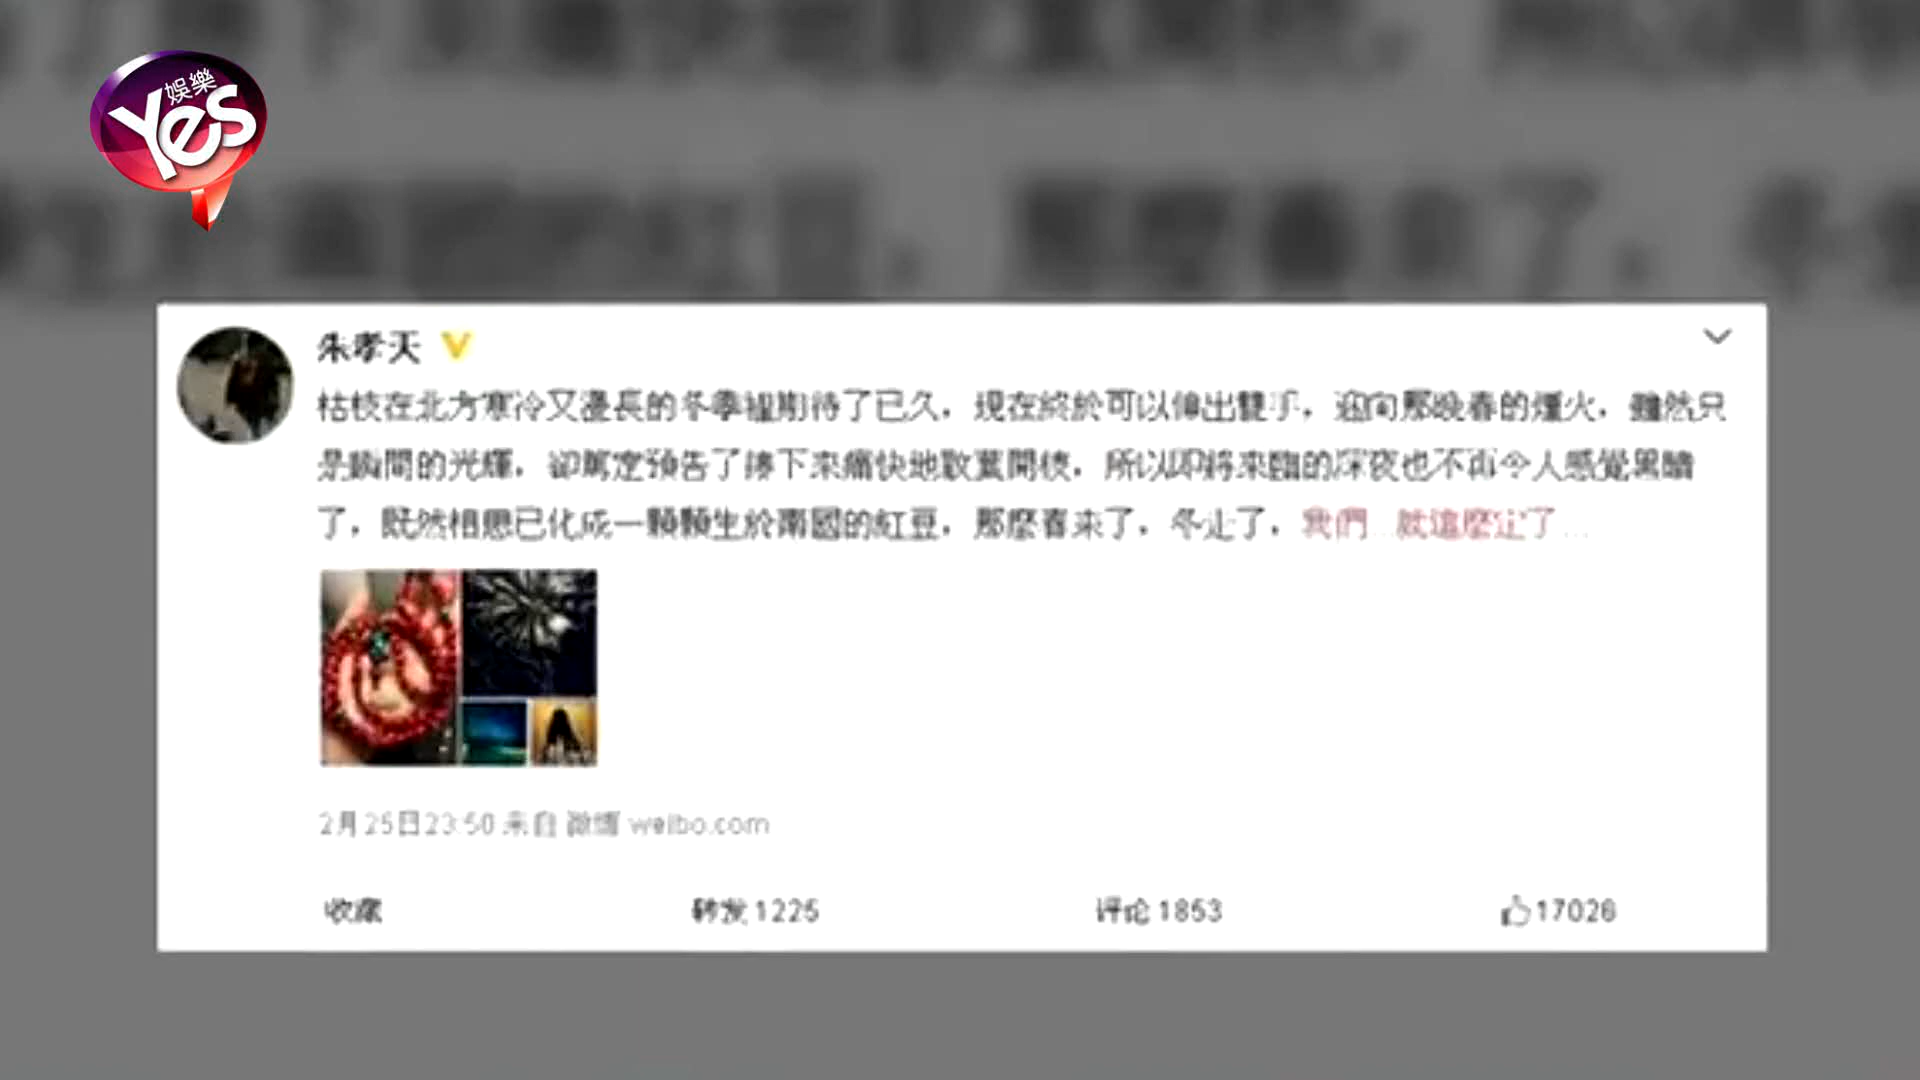 娛樂
Yes
朱孝天
枯枝在北方寒冷又漫長的冬季裡期待了已久，現在終於可以伸出雙手，迎向那晚春的煙火，雖然只
是瞬間的光輝，卻篤定預告了接下來痛快地散葉開枝，所以即將來臨的深夜也不再令人感覺黑暗
了，既然相思已化成一顆顆生於南國的紅豆，那麼春来了，冬走了，我們...就這麼定了...
2月25日23:50 来自 微博 weibo.com
收藏
转发 1225
评论 1853
17026